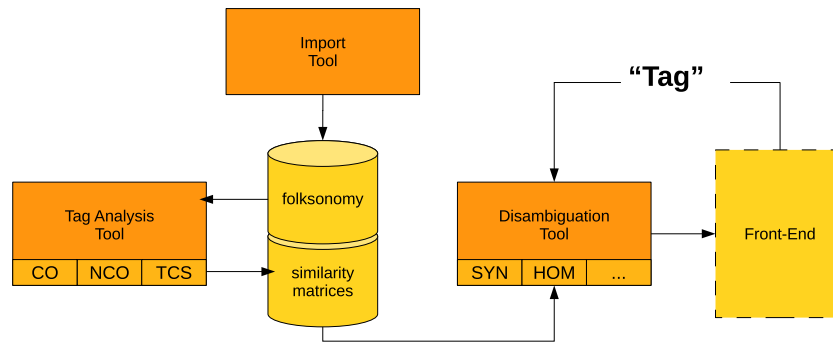 Import
Tool
“Tag”
folksonomy
Tag Analysis
Tool
CO NCO TCS
similarity
matrices
Disambiguation
Tool
SYN HOM ...
Front-End